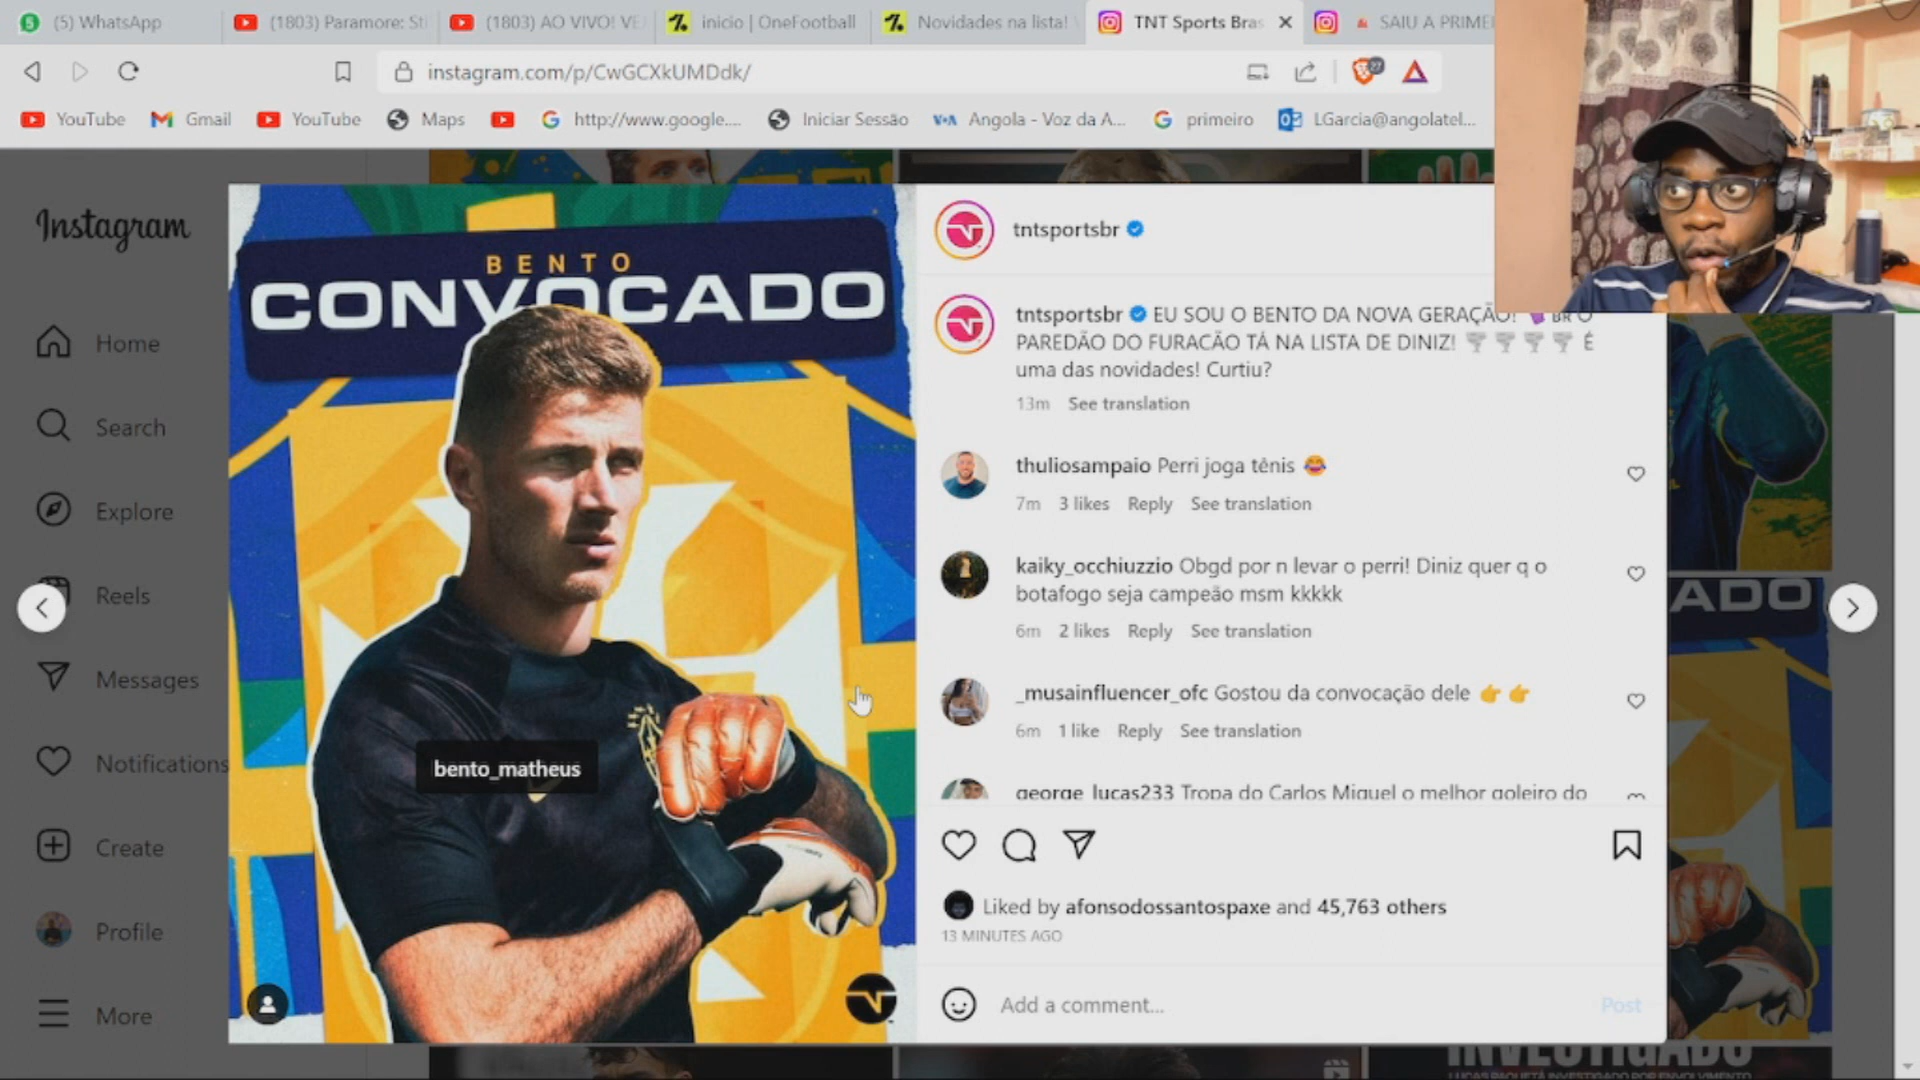 (5) WhatsApp
(1803) Paramore: Sti
(1803) AO VIVO! VE
inicio | OneFootball
Novidades na lista!
TNT Sports Bras
SAIU A PRIME
instagram.com/p/CwGCXkUMDdk/
27
YouTube
Gmail
YouTube
Maps
http://www.google....
Iniciar Sessão
Angola - Voz da A...
primeiro
LGarcia@angolatel...
Instagram
Home
Search
Explore
Reels
Messages
Notifications
Create
Profile
More
BENTO
CONVOCADO
bento_matheus
tntsportsbr
tntsportsbr EU SOU O BENTO DA NOVA GERAÇÃO! BR O
PAREDÃO DO FURACÃO TÁ NA LISTA DE DINIZ! É
uma das novidades! Curtiu?
13m See translation
thuliosampaio Perri joga tênis 😂
7m 3 likes Reply See translation
kaiky_occhiuzzio Obgd por n levar o perri! Diniz quer q o
botafogo seja campeão msm kkkkk
6m 2 likes Reply See translation
_musainfluencer_ofc Gostou da convocação dele 👉 👉
6m 1 like Reply See translation
george_lucas233 Tropa do Carlos Miguel o melhor goleiro do
Liked by afonsodossantospaxe and 45,763 others
13 MINUTES AGO
Add a comment...
Post
ADO
INVESTIGADO
LUCAS PAQUETÁ INVESTIGADO POR ENVOLVIMENTO